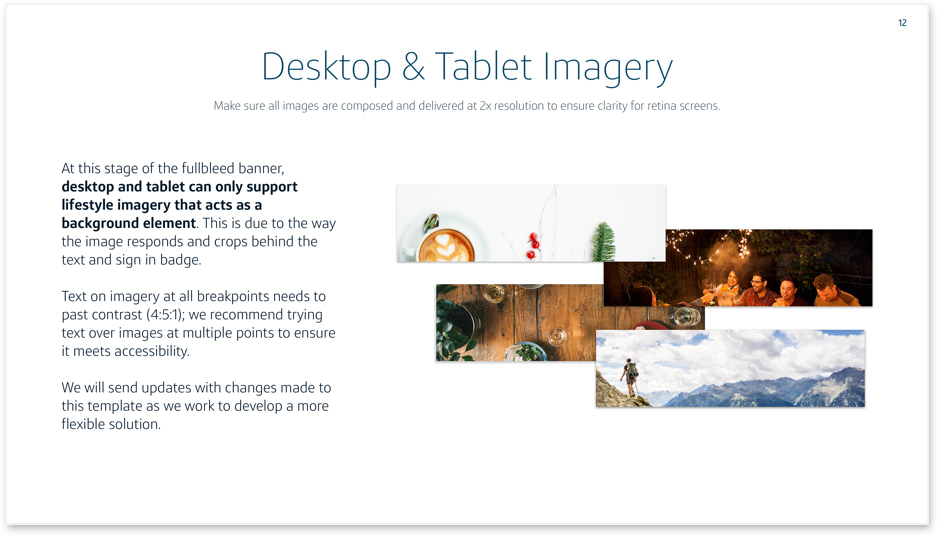 12
Desktop & Tablet Imagery
Make sure all images are composed and delivered at 2x resolution to ensure clarity for retina screens.
At this stage of the fullbleed banner,
desktop and tablet can only support
lifestyle imagery that acts as a
background element. This is due to the way
the image responds and crops behind the
text and sign in badge.
Text on imagery at all breakpoints needs to
past contrast (4:5:1); we recommend trying
text over images at multiple points to ensure
it meets accessibility.
We will send updates with changes made to
this template as we work to develop a more
flexible solution.